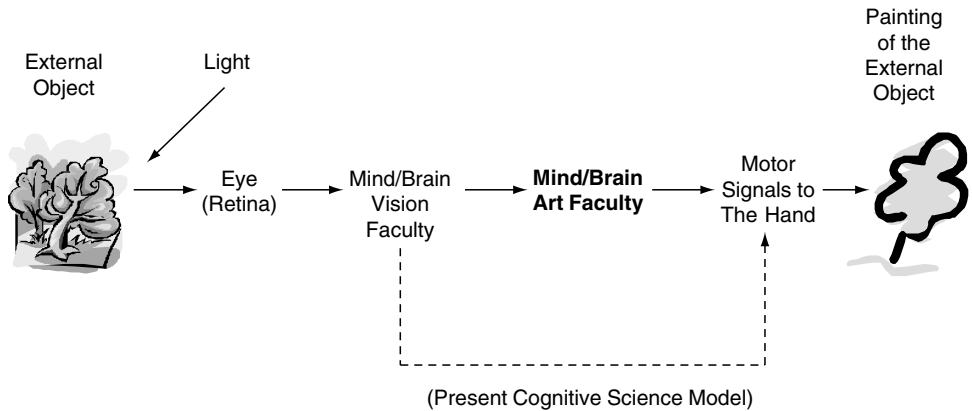 External
Object
Light
Painting
of the
External
Object
Eye
(Retina)
Mind/Brain
Vision
Faculty
Mind/Brain
Art Faculty
Motor
Signals to
The Hand
(Present Cognitive Science Model)